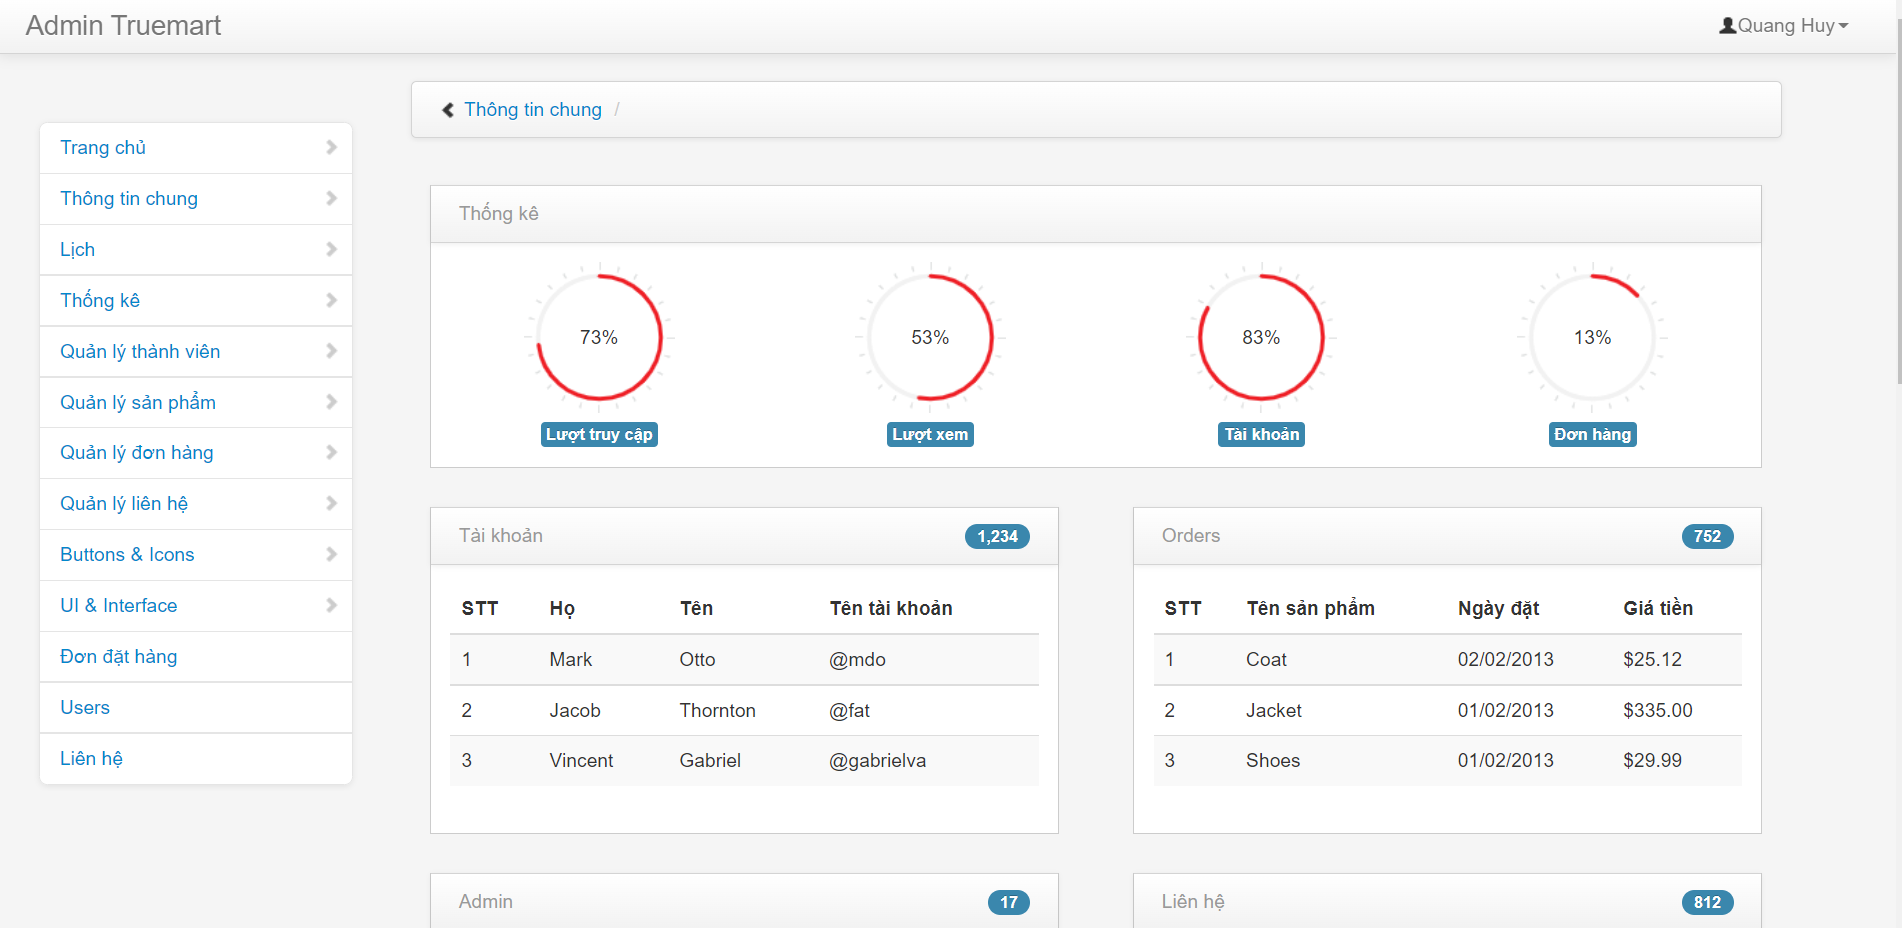 Admin Truemart
Quang Huy
Thông tin chung /
Trang chủ
Thông tin chung
Lịch
Thống kê
Quản lý thành viên
Quản lý sản phẩm
Quản lý đơn hàng
Quản lý liên hệ
Buttons & Icons
UI & Interface
Đơn đặt hàng
Users
Liên hệ
Thống kê
73% 53% 83% 13%
Lượt truy cập Lượt xem Tài khoản Đơn hàng
Tài khoản 1,234
STT Họ Tên Tên tài khoản
1 Mark Otto @mdo
2 Jacob Thornton @fat
3 Vincent Gabriel @gabrielva
Orders 752
STT Tên sản phẩm Ngày đặt Giá tiền
1 Coat 02/02/2013 $25.12
2 Jacket 01/02/2013 $335.00
3 Shoes 01/02/2013 $29.99
Admin 17
Liên hệ 812